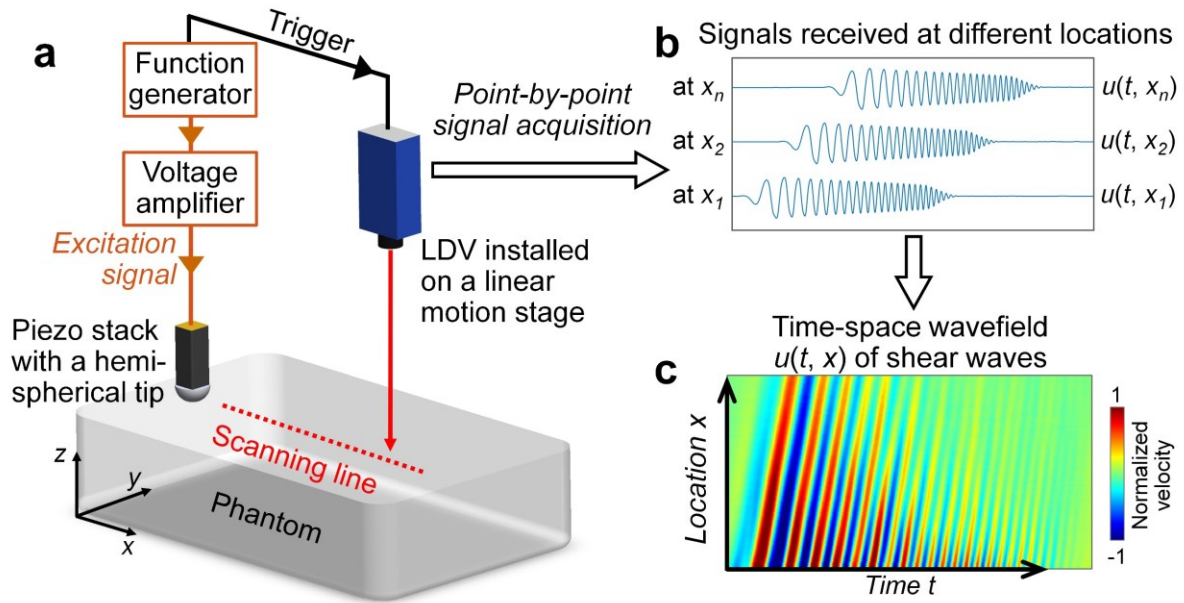 a
Trigger
Function
generator
Voltage
amplifier
Excitation
signal
Piezo stack
with a hemi-
spherical tip
LDV installed
on a linear
motion stage
Point-by-point
signal acquisition
Scanning line
Phantom
z
y
x
b
Signals received at different locations
at xn
u(t, xn)
at x2
u(t, x2)
at x1
u(t, x1)
Time-space wavefield
u(t, x) of shear waves
c
Location x
Time t
1
-1
Normalized
velocity